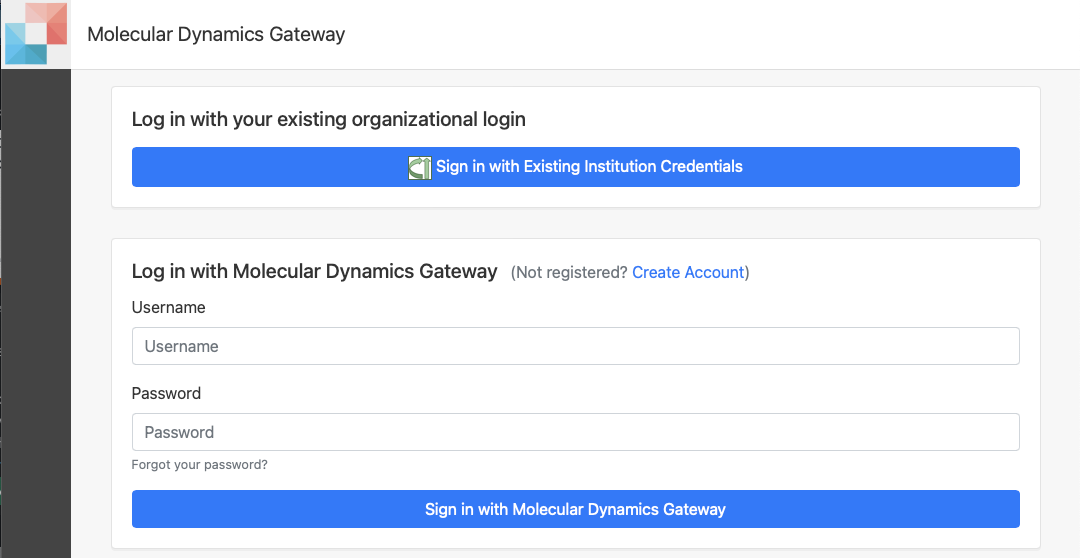 Molecular Dynamics Gateway
Log in with your existing organizational login
Sign in with Existing Institution Credentials
Log in with Molecular Dynamics Gateway (Not registered? Create Account)
Username
Username
Password
Password
Forgot your password?
Sign in with Molecular Dynamics Gateway